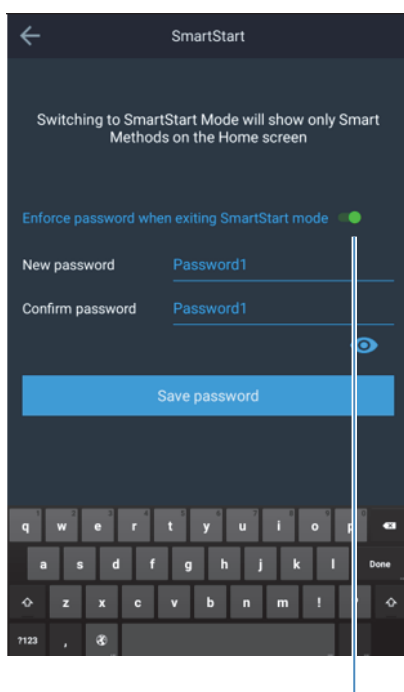 SmartStart
Switching to SmartStart Mode will show only Smart
Methods on the Home screen
Enforce password when exiting SmartStart mode
New password Password1
Confirm password Password1
Save password
q w e r t y u i o p
a s d f g h j k l Done
z x c v b n m !
?123 ,